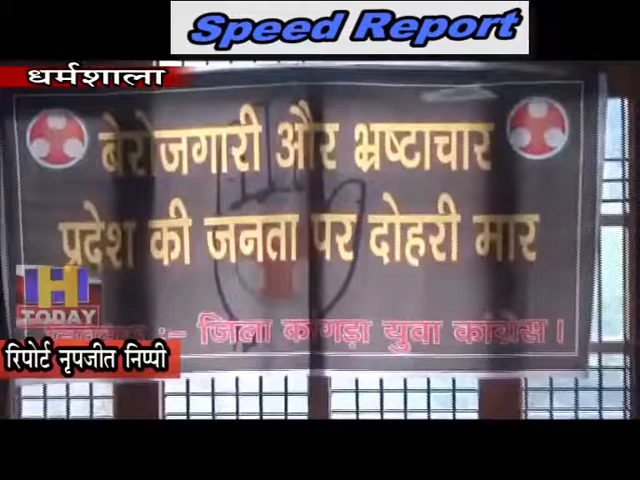 Speed Report
धर्मशाला
बेरोजगारी और भ्रष्टाचार
प्रदेश की जनता पर दोहरी मार
:- जिला कागड़ा युवा कांग्रेस ।
H
TODAY
रिपोर्ट नृपजीत निप्पी